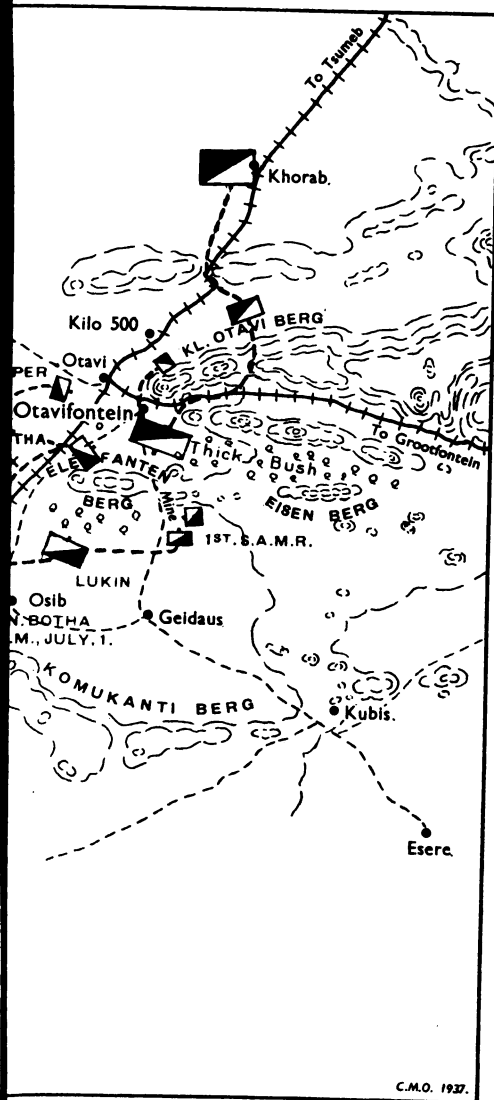 To Tsumeb
Khorab.
Kilo 500
KL. OTAVI BERG
Otavi
PER
Otavifontein
To Grootfontein
THA
ELEFANTEN
BERG
Thick Bush
Mine
EISEN BERG
1ST. S.A.M.R.
LUKIN
Osib
N. BOTHA
.M., JULY, 1.
Geidaus
KOMUKANTI BERG
Kubis.
Esere.
C.M.O. 1937.